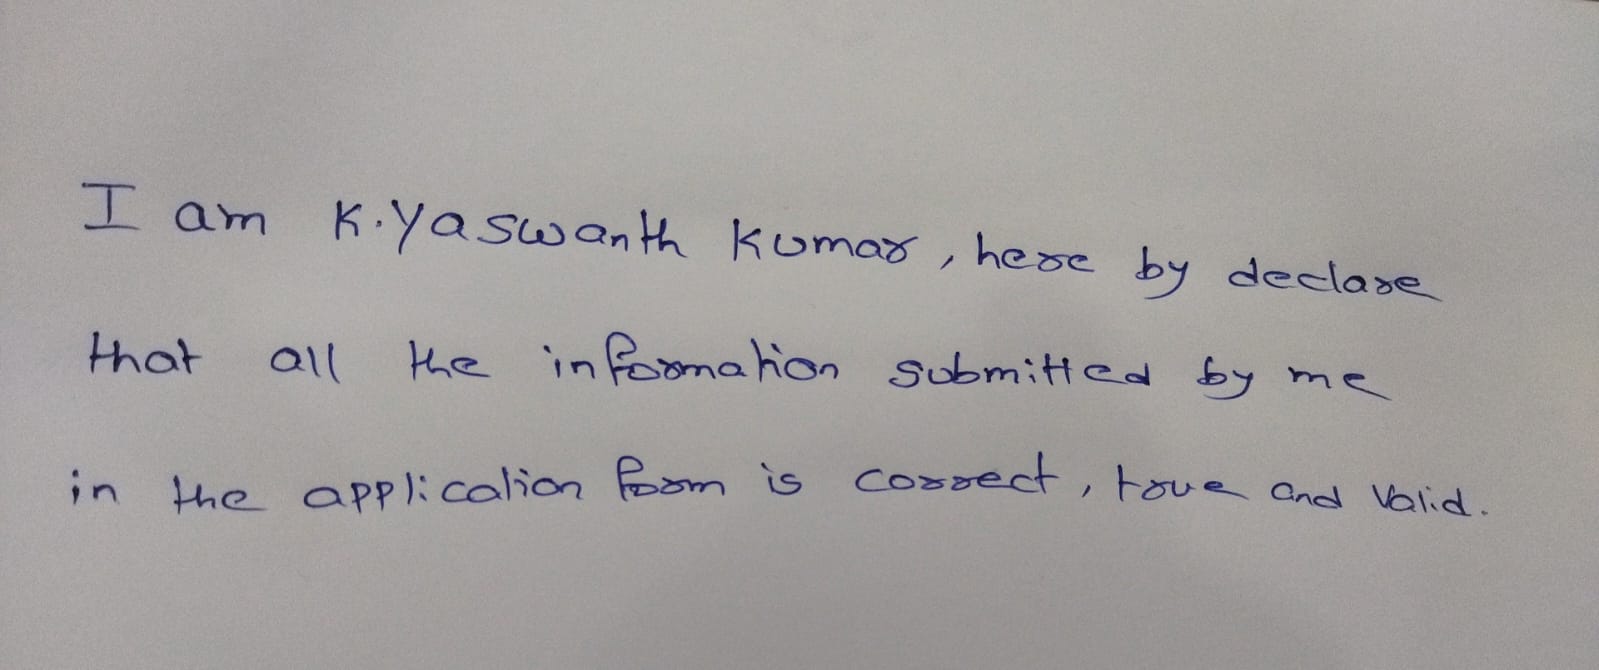 I am K.Yaswanth Kumar, here by declare
that all the information submitted by me
in the application form is correct, true and Valid.